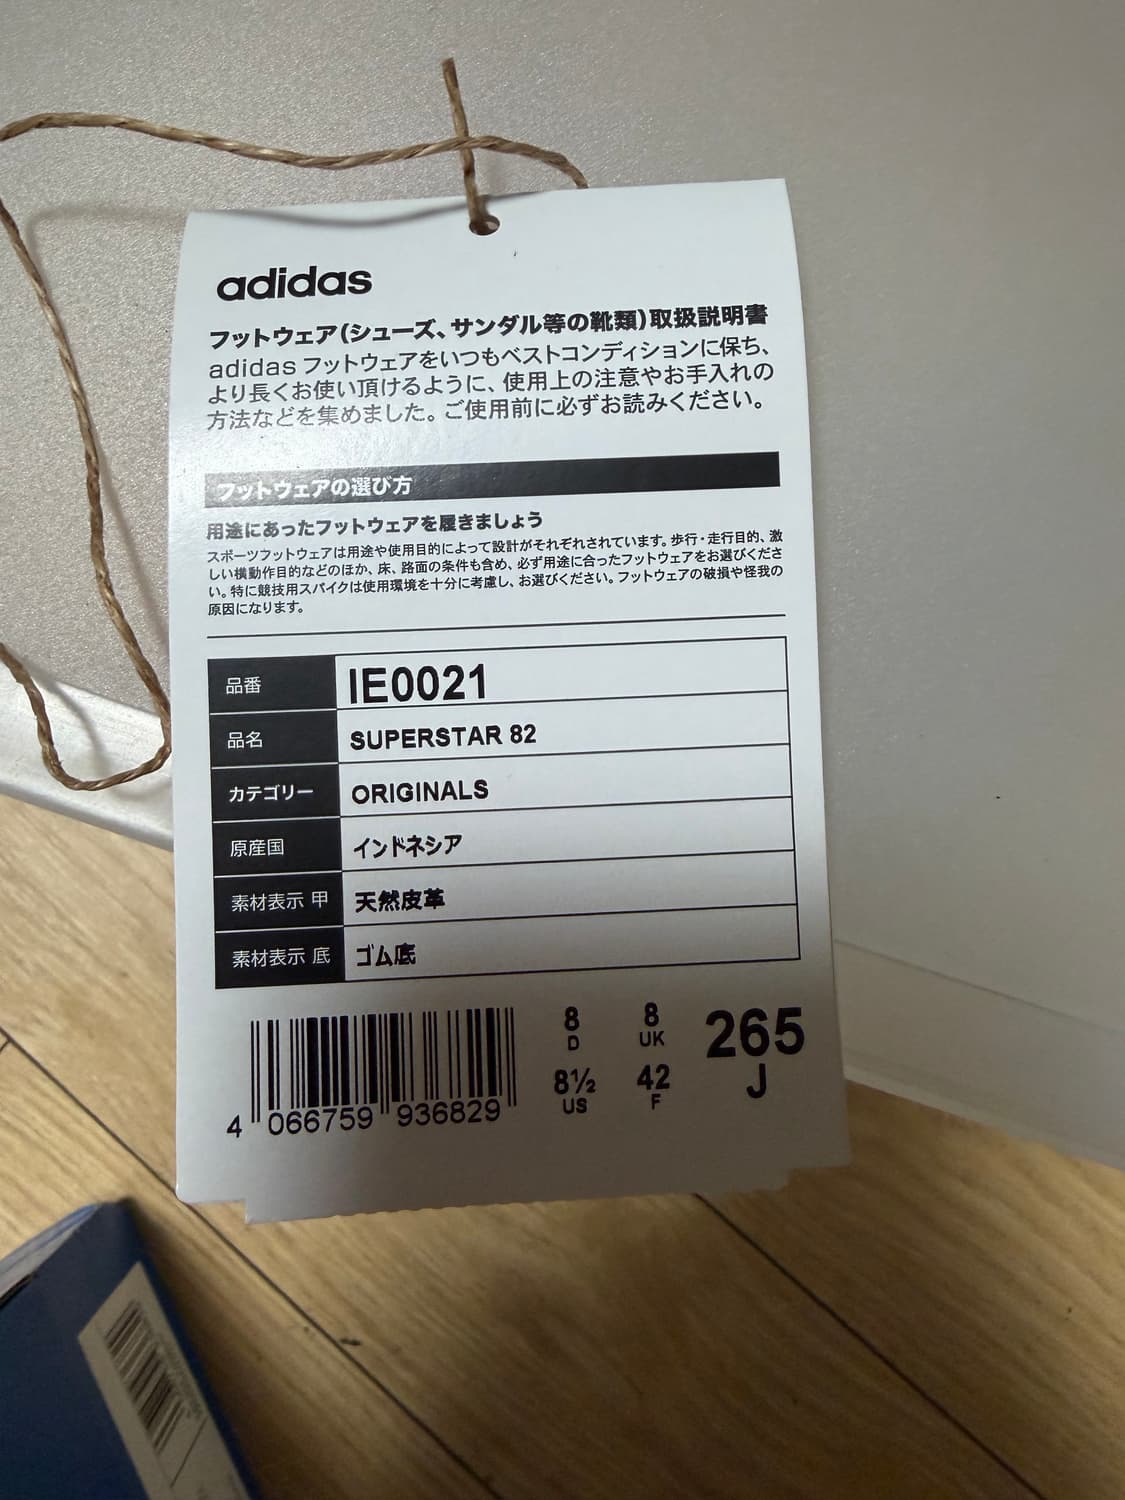 adidas
フットウェア(シューズ、サンダル等の靴類)取扱説明書
adidas フットウェアをいつもベストコンディションに保ち、
より長くお使い頂けるように、使用上の注意やお手入れの
方法などを集めました。ご使用前に必ずお読みください。
フットウェアの選び方
用途にあったフットウェアを履きましょう
スポーツフットウェアは用途や使用目的によって設計がそれぞれされています。歩行・走行目的、激
しい横動作目的などのほか、床、路面の条件も含め、必ず用途に合ったフットウェアをお選びくださ
い。特に競技用スパイクは使用環境を十分に考慮し、お選びください。フットウェアの破損や怪我の
原因になります。
品番 IE0021
品名 SUPERSTAR 82
カテゴリー ORIGINALS
原産国 インドネシア
素材表示 甲 天然皮革
素材表示 底 ゴム底
8 8 265
D UK J
8½ 42
US F
4 066759 936829